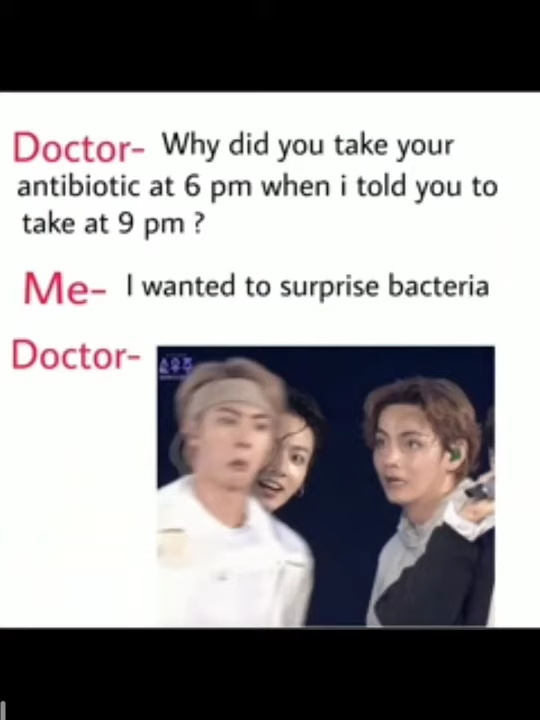 Doctor- Why did you take your
antibiotic at 6 pm when i told you to
take at 9 pm ?
Me- I wanted to surprise bacteria
Doctor-